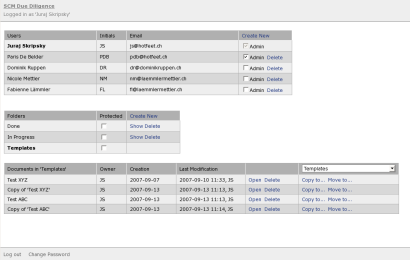 SCM Due Diligence
Logged in as 'Juraj Skripsky'
Users Initials Email Create New
Juraj Skripsky JS js@hotfeet.ch Admin
Paris De Beider PDB pdb@hotfeet.ch Admin Delete
Dominik Ruppen DR dr@daemmidkruppen.ch Admin Delete
Nicole Mettler NM nm@laemmlermettler.ch Admin Delete
Fabienne Lämmler FL fl@laemmlermettler.ch Admin Delete
Folders Protected Create New
Done Show Delete
In Progress Show Delete
Templates
Documents in 'Templates' Owner Creation Last Modification Templates
Test XYZ JS 2007-09-07 2007-09-10 11:33, JS Open Delete Copy to... Move to...
Copy of 'Test XYZ' JS 2007-09-13 2007-09-13 11:13, JS Open Delete Copy to... Move to...
Test ABC JS 2007-09-13 2007-09-13 11:13, JS Open Delete Copy to... Move to...
Copy of 'Test ABC' JS 2007-09-13 2007-09-13 11:14, JS Open Delete Copy to... Move to...
Log out Change Password